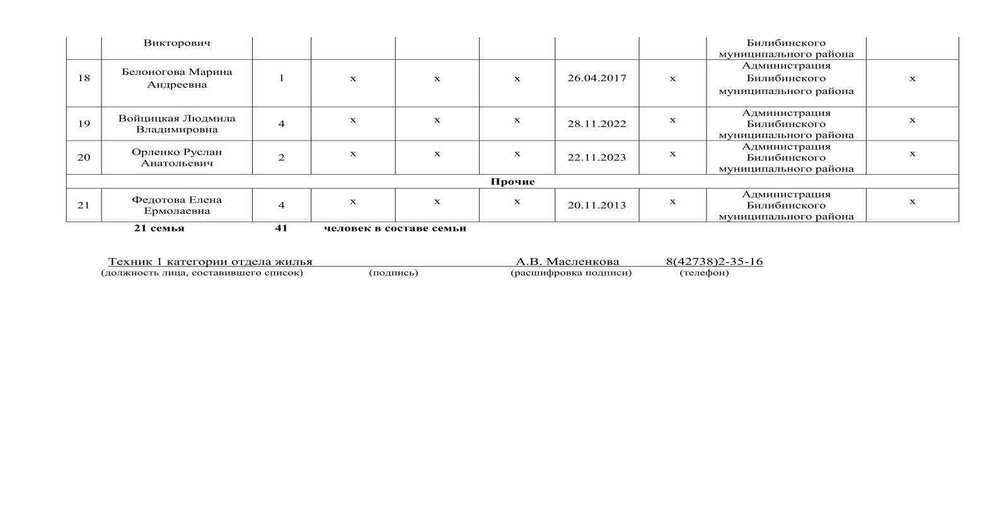 Викторович
Билибинского
муниципального района
18
Белоногова Марина
Андреевна
1
х
х
х
26.04.2017
х
Администрация
Билибинского
муниципального района
х
19
Войцицкая Людмила
Владимировна
4
х
х
х
28.11.2022
х
Администрация
Билибинского
муниципального района
х
20
Орленко Руслан
Анатольевич
2
х
х
х
22.11.2023
х
Администрация
Билибинского
муниципального района
х
Прочие
21
Федотова Елена
Ермолаевна
4
х
х
х
20.11.2013
х
Администрация
Билибинского
муниципального района
х
21 семья 41 человек в составе семьи
Техник 1 категории отдела жилья А.В. Масленкова 8(42738)2-35-16
(должность лица, составившего список) (подпись) (расшифровка подписи) (телефон)